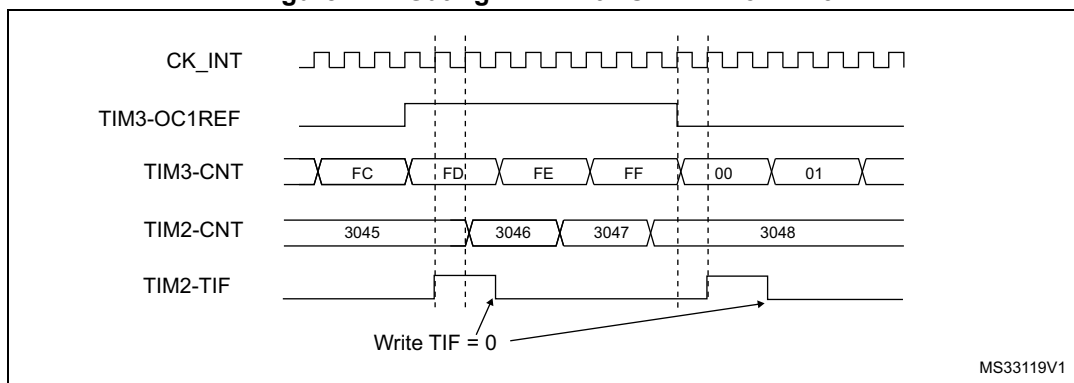 CK_INT
TIM3-OC1REF
TIM3-CNT FC FD FE FF 00 01
TIM2-CNT 3045 3046 3047 3048
TIM2-TIF
Write TIF = 0
MS33119V1